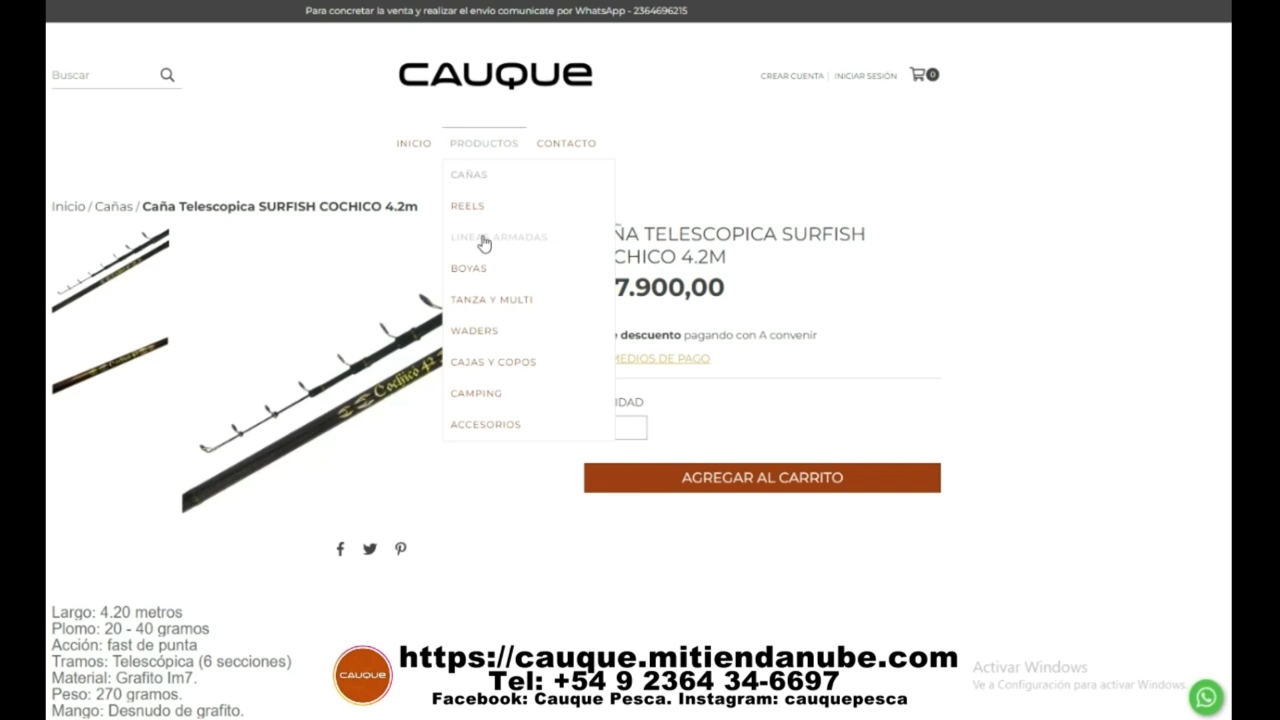 Para concretar la venta y realizar el envío comunicate por WhatsApp - 2364696215
Buscar
CAUQUE
CREAR CUENTA | INICIAR SESIÓN
0
INICIO
PRODUCTOS
CONTACTO
CAÑAS
REELS
LINEAS ARMADAS
BOYAS
TANZA Y MULTI
WADERS
CAJAS Y COPOS
CAMPING
ACCESORIOS
Inicio / Cañas / Caña Telescopica SURFISH COCHICO 4.2m
ÑA TELESCOPICA SURFISH
CHICO 4.2M
7.900,00
descuento pagando con A convenir
MEDIOS DE PAGO
IDAD
AGREGAR AL CARRITO
Cochico 42
Largo: 4.20 metros
Plomo: 20 - 40 gramos
Acción: fast de punta
Tramos: Telescópica (6 secciones)
Material: Grafito Im7.
Peso: 270 gramos.
Mango: Desnudo de grafito.
CAUQUE
https://cauque.mitiendanube.com
Tel: +54 9 2364 34-6697
Facebook: Cauque Pesca. Instagram: cauquepesca
Activar Windows
Ve a Configuración para activar Windows.